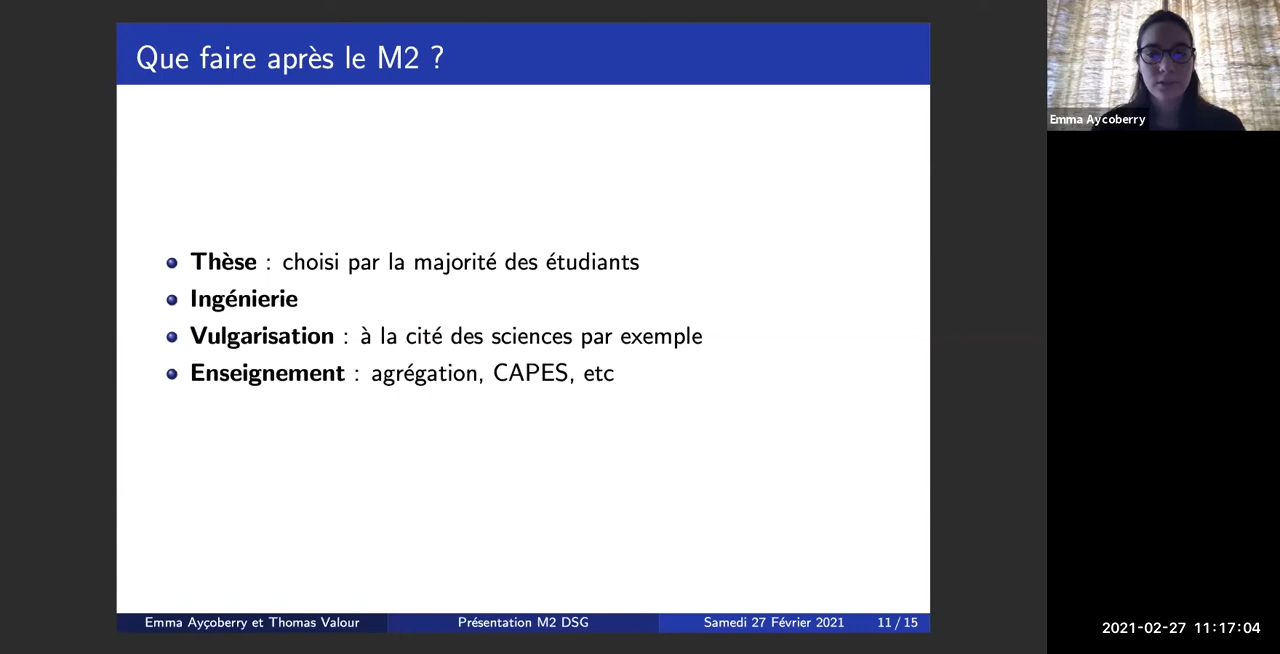 Que faire après le M2 ?
Thèse : choisi par la majorité des étudiants
Ingénierie
Vulgarisation : à la cité des sciences par exemple
Enseignement : agrégation, CAPES, etc
Emma Ayçoberry et Thomas Valour
Présentation M2 DSG
Samedi 27 Février 2021
11 / 15
Emma Aycoberry
2021-02-27 11:17:04